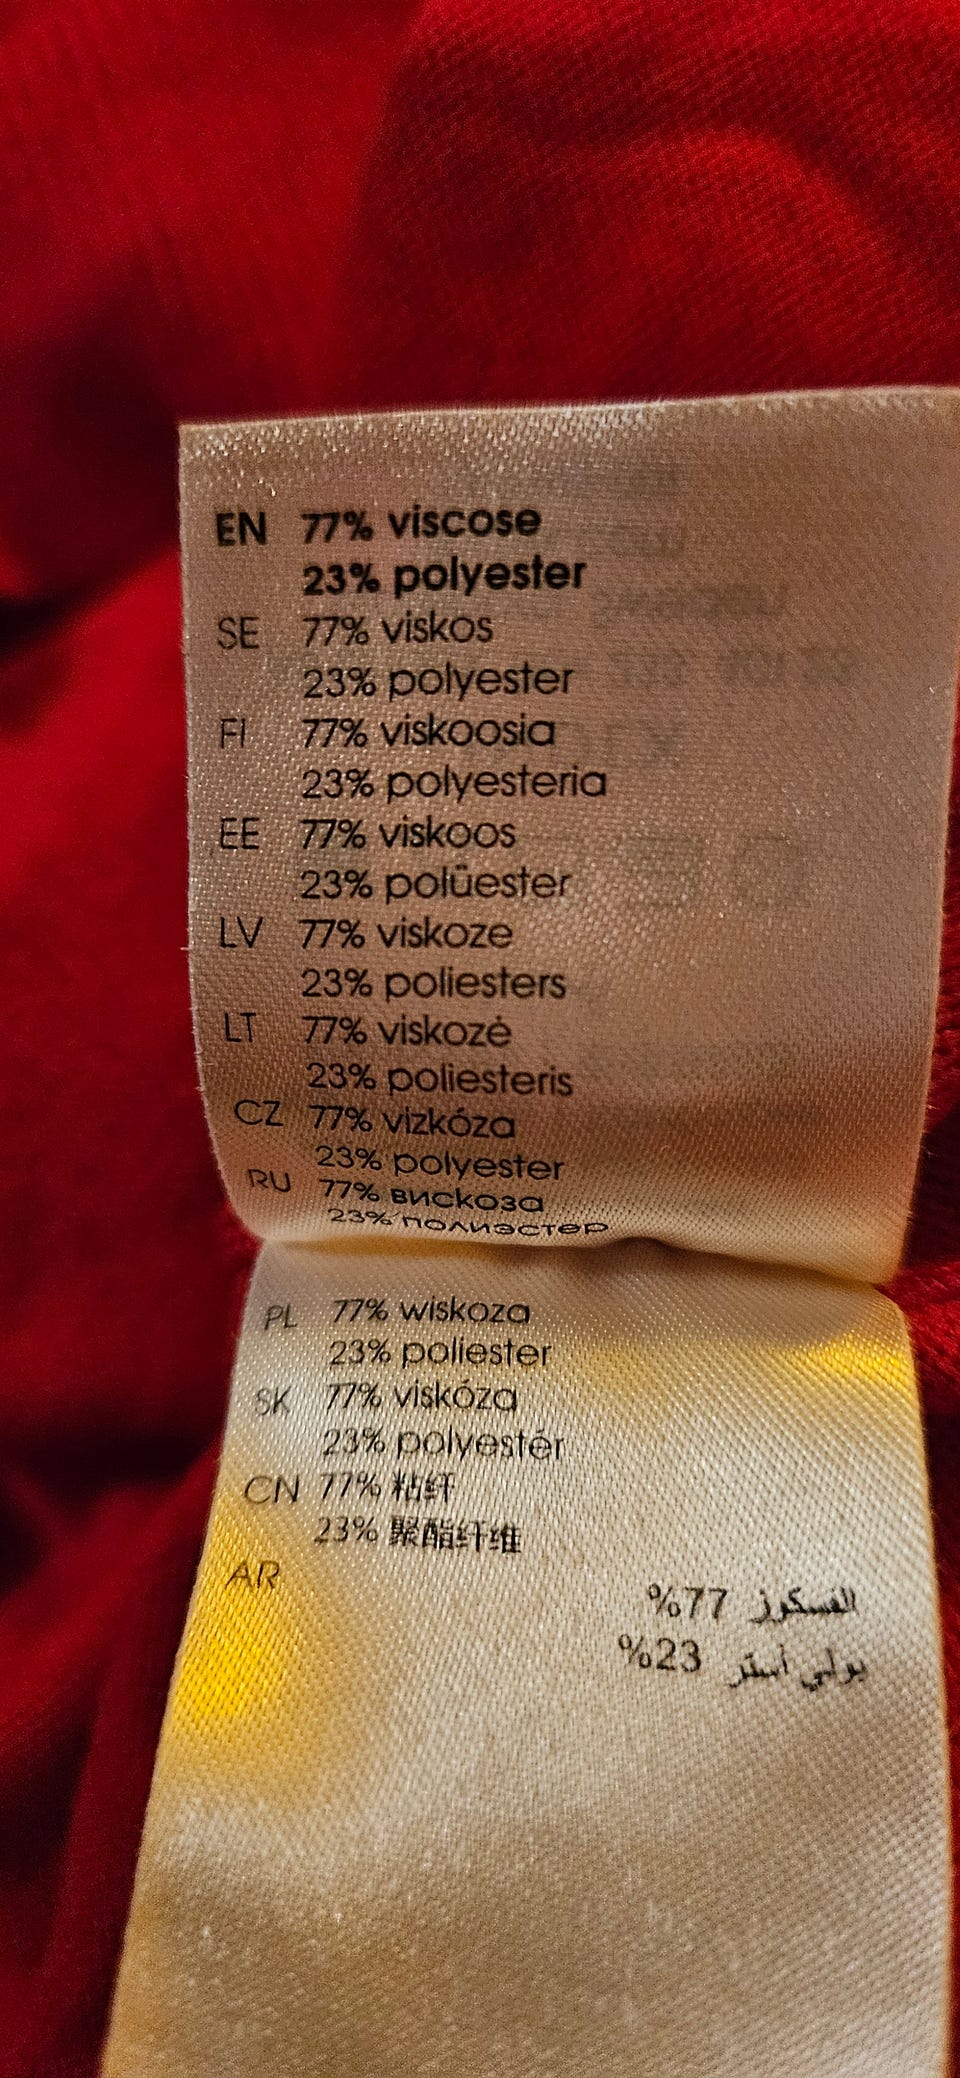 EN 77% viscose
23% polyester
SE 77% viskos
23% polyester
FI 77% viskoosia
23% polyesteria
EE 77% viskoos
23% polüester
LV 77% viskoze
23% poliesters
LT 77% viskozė
23% poliesteris
CZ 77% vizkóza
23% polyester
RU 77% вискоза
23% полиэстер
PL 77% wiskoza
23% poliester
SK 77% viskóza
23% polyestér
CN 77% 粘纤
23% 聚酯纤维
AR
الفسكوز 77%
بولي أستر 23%